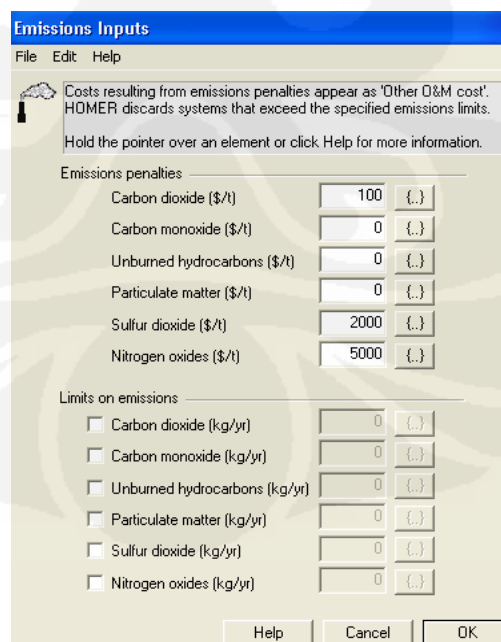 Emissions Inputs
File Edit Help
Costs resulting from emissions penalties appear as 'Other O&M cost'.
HOMER discards systems that exceed the specified emissions limits.
Hold the pointer over an element or click Help for more information.
Emissions penalties
Carbon dioxide ($/t) 100 {..}
Carbon monoxide ($/t) 0 {..}
Unburned hydrocarbons ($/t) 0 {..}
Particulate matter ($/t) 0 {..}
Sulfur dioxide ($/t) 2000 {..}
Nitrogen oxides ($/t) 5000 {..}
Limits on emissions
Carbon dioxide (kg/yr) 0 {..}
Carbon monoxide (kg/yr) 0 {..}
Unburned hydrocarbons (kg/yr) 0 {..}
Particulate matter (kg/yr) 0 {..}
Sulfur dioxide (kg/yr) 0 {..}
Nitrogen oxides (kg/yr) 0 {..}
Help Cancel OK